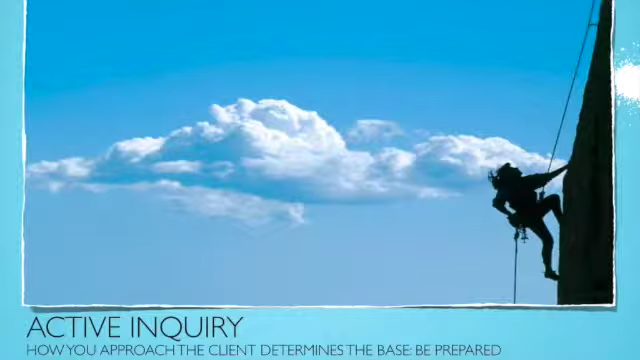 ACTIVE INQUIRY
HOW YOU APPROACH THE CLIENT DETERMINES THE BASE: BE PREPARED